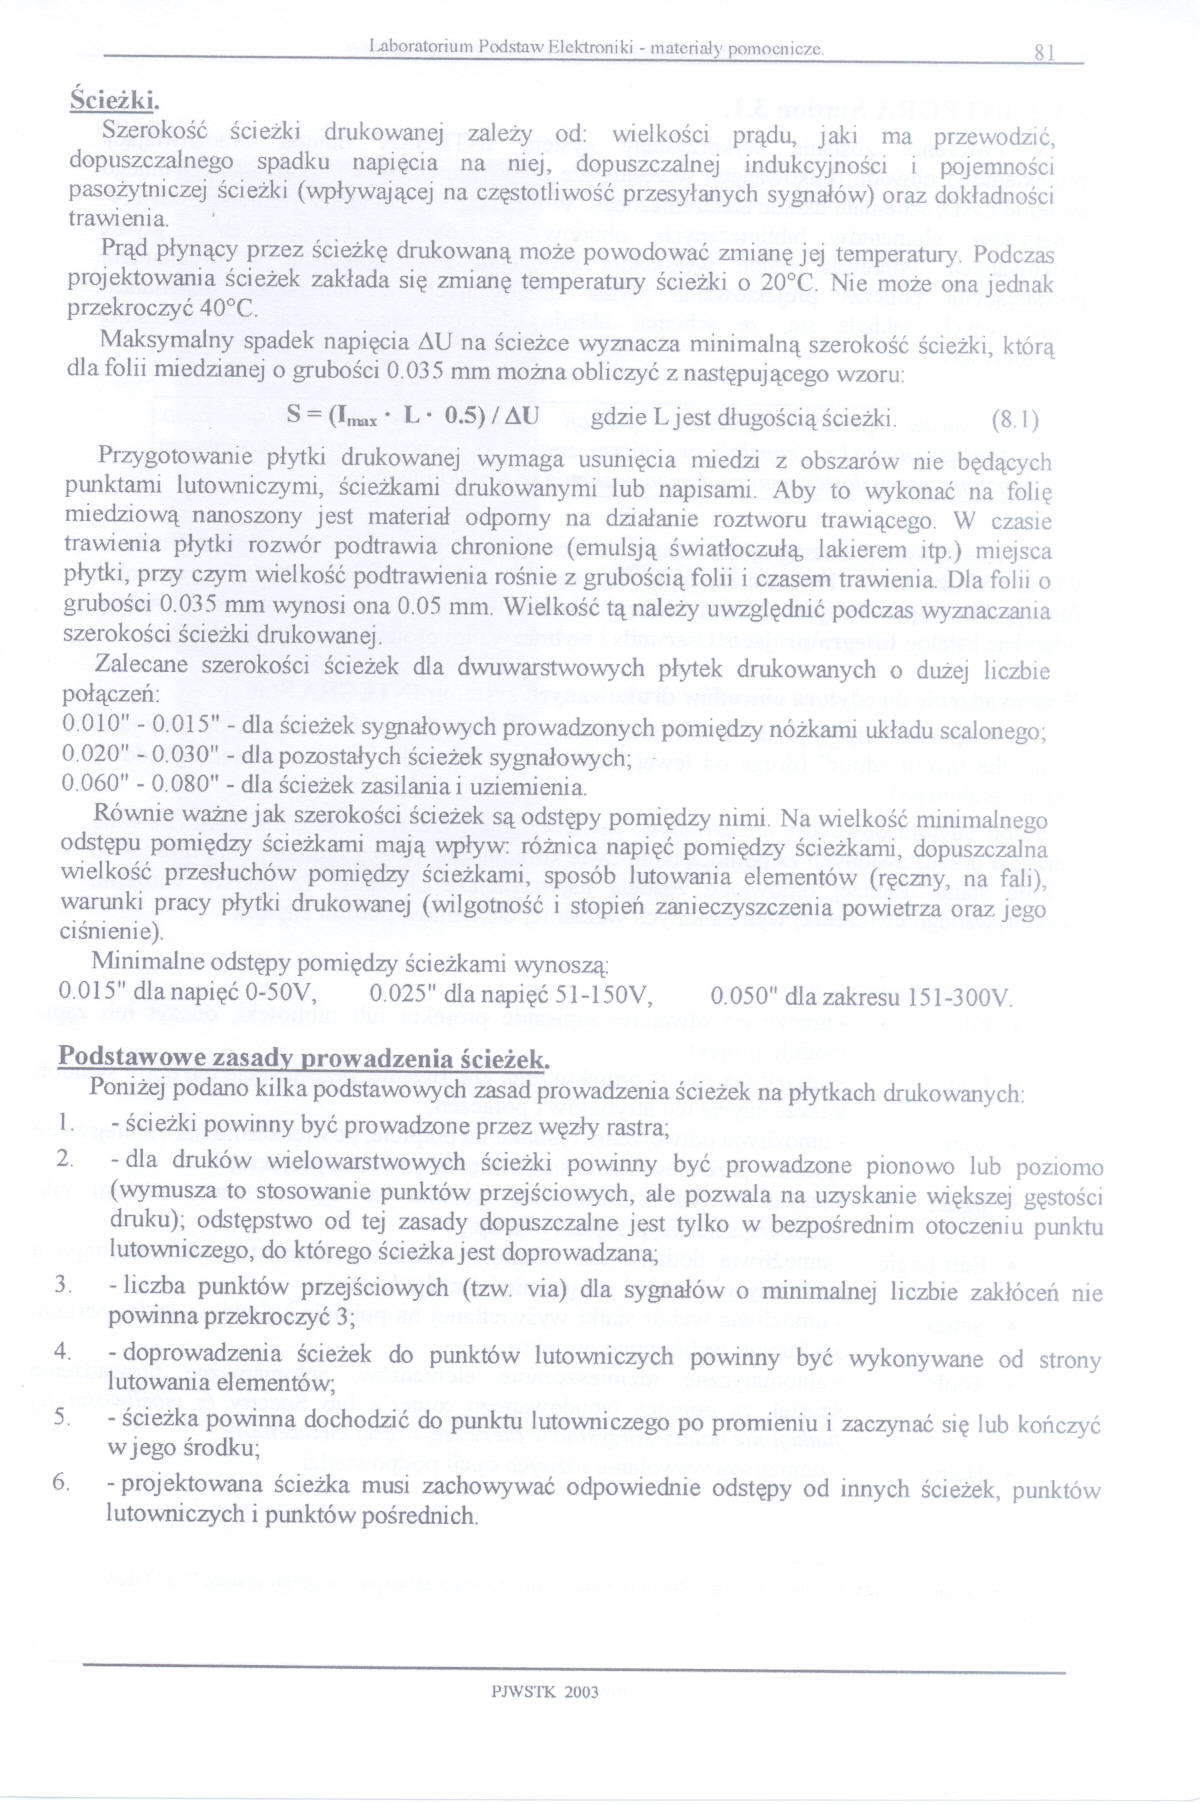 Laboratorium Podstaw Elektroniki - materiały pomocnicze. 81
Ścieżki.
Szerokość ścieżki drukowanej zależy od: wielkości prądu, jaki ma przewodzić,
dopuszczalnego spadku napięcia na niej, dopuszczalnej indukcyjności i pojemności
pasożytniczej ścieżki (wpływającej na częstotliwość przesyłanych sygnałów) oraz dokładności
trawienia.
Prąd płynący przez ścieżkę drukowaną może powodować zmianę jej temperatury. Podczas
projektowania ścieżek zakłada się zmianę temperatury ścieżki o 20°C. Nie może ona jednak
przekroczyć 40°C.
Maksymalny spadek napięcia ΔU na ścieżce wyznacza minimalną szerokość ścieżki, którą
dla folii miedzianej o grubości 0.035 mm można obliczyć z następującego wzoru:
S = (Imax • L • 0.5) / ΔU gdzie L jest długością ścieżki. (8.1)
Przygotowanie płytki drukowanej wymaga usunięcia miedzi z obszarów nie będących
punktami lutowniczymi, ścieżkami drukowanymi lub napisami. Aby to wykonać na folię
miedziową nanoszony jest materiał odporny na działanie roztworu trawiącego. W czasie
trawienia płytki rozwór podtrawia chronione (emulsją światłoczułą, lakierem itp.) miejsca
płytki, przy czym wielkość podtrawienia rośnie z grubością folii i czasem trawienia. Dla folii o
grubości 0.035 mm wynosi ona 0.05 mm. Wielkość tą należy uwzględnić podczas wyznaczania
szerokości ścieżki drukowanej.
Zalecane szerokości ścieżek dla dwuwarstwowych płytek drukowanych o dużej liczbie
połączeń:
0.010" - 0.015" - dla ścieżek sygnałowych prowadzonych pomiędzy nóżkami układu scalonego;
0.020" - 0.030" - dla pozostałych ścieżek sygnałowych;
0.060" - 0.080" - dla ścieżek zasilania i uziemienia.
Równie ważne jak szerokości ścieżek są odstępy pomiędzy nimi. Na wielkość minimalnego
odstępu pomiędzy ścieżkami mają wpływ: różnica napięć pomiędzy ścieżkami, dopuszczalna
wielkość przesłuchów pomiędzy ścieżkami, sposób lutowania elementów (ręczny, na fali),
warunki pracy płytki drukowanej (wilgotność i stopień zanieczyszczenia powietrza oraz jego
ciśnienie).
Minimalne odstępy pomiędzy ścieżkami wynoszą:
0.015" dla napięć 0-50V, 0.025" dla napięć 51-150V, 0.050" dla zakresu 151-300V.
Podstawowe zasady prowadzenia ścieżek.
Poniżej podano kilka podstawowych zasad prowadzenia ścieżek na płytkach drukowanych:
1. - ścieżki powinny być prowadzone przez węzły rastra;
2. - dla druków wielowarstwowych ścieżki powinny być prowadzone pionowo lub poziomo
(wymusza to stosowanie punktów przejściowych, ale pozwala na uzyskanie większej gęstości
druku); odstępstwo od tej zasady dopuszczalne jest tylko w bezpośrednim otoczeniu punktu
lutowniczego, do którego ścieżka jest doprowadzana;
3. - liczba punktów przejściowych (tzw. via) dla sygnałów o minimalnej liczbie zakłóceń nie
powinna przekroczyć 3;
4. - doprowadzenia ścieżek do punktów lutowniczych powinny być wykonywane od strony
lutowania elementów;
5. - ścieżka powinna dochodzić do punktu lutowniczego po promieniu i zaczynać się lub kończyć
w jego środku;
6. - projektowana ścieżka musi zachowywać odpowiednie odstępy od innych ścieżek, punktów
lutowniczych i punktów pośrednich.
PJWSTK 2003